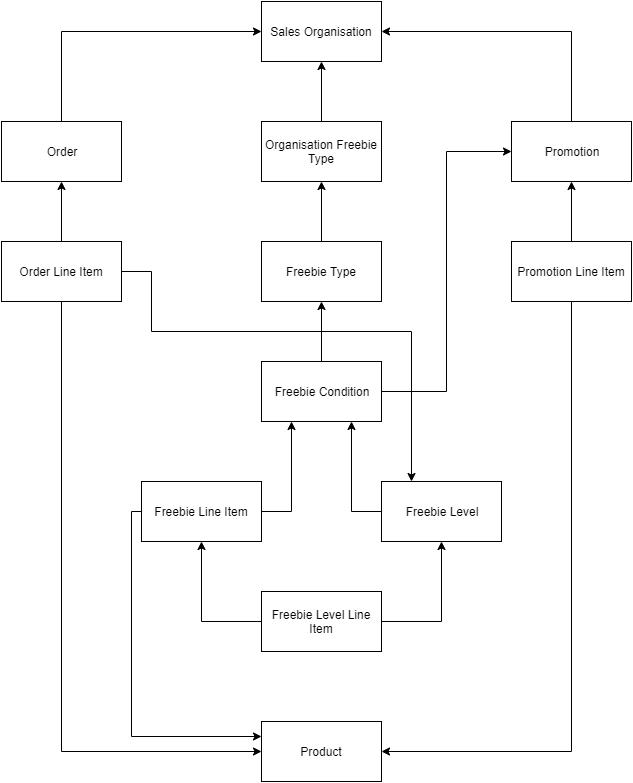 Sales Organisation
Order
Organisation Freebie
Type
Promotion
Order Line Item
Freebie Type
Promotion Line Item
Freebie Condition
Freebie Line Item
Freebie Level
Freebie Level Line
Item
Product